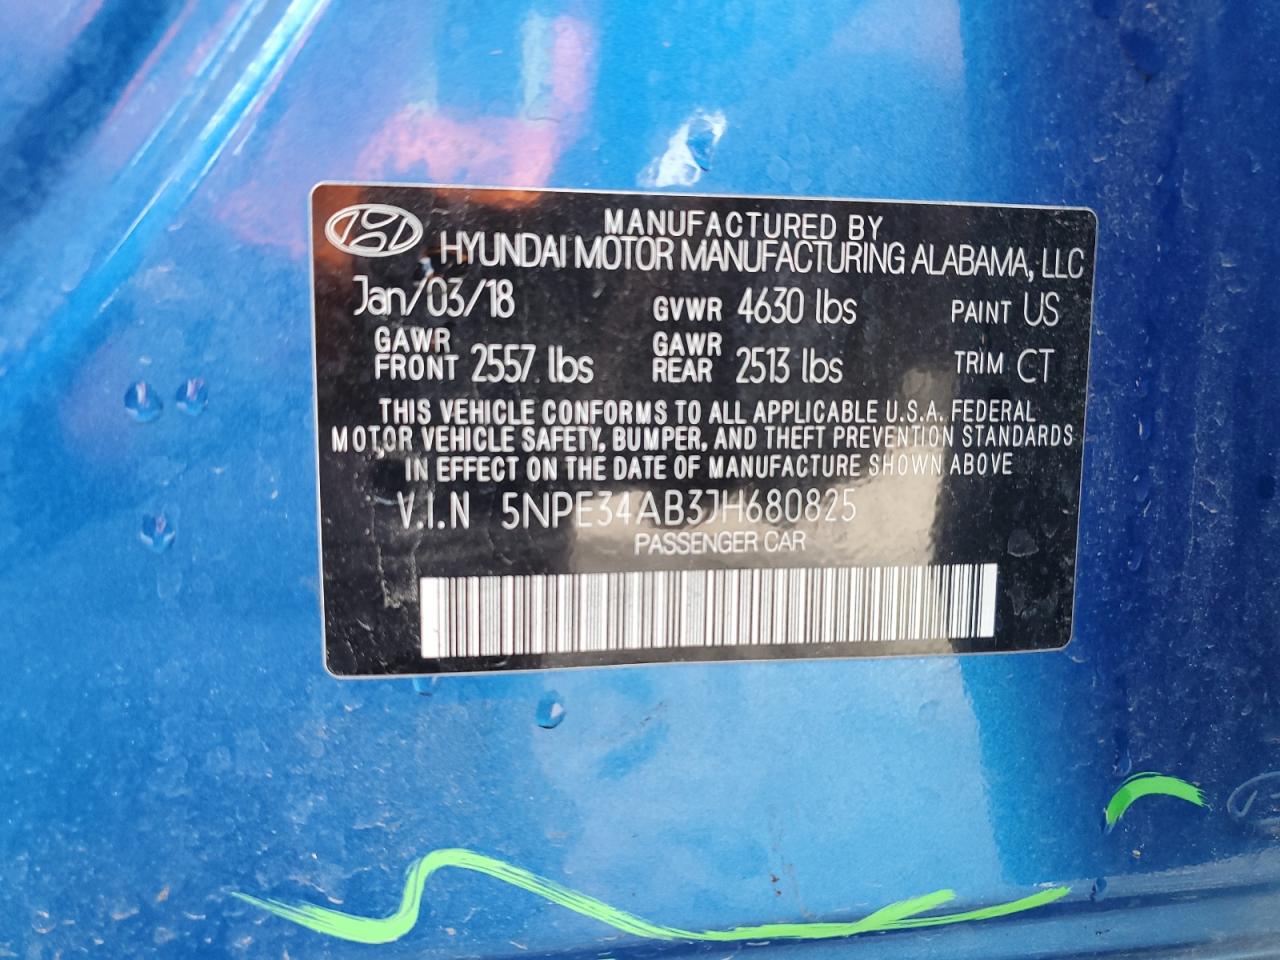 MANUFACTURED BY
HYUNDAI MOTOR MANUFACTURING ALABAMA, LLC
Jan/03/18 GVWR 4630 lbs PAINT US
GAWR FRONT 2557 lbs GAWR REAR 2513 lbs TRIM CT
THIS VEHICLE CONFORMS TO ALL APPLICABLE U.S.A. FEDERAL
MOTOR VEHICLE SAFETY, BUMPER, AND THEFT PREVENTION STANDARDS
IN EFFECT ON THE DATE OF MANUFACTURE SHOWN ABOVE
V.I.N 5NPE34AB3JH680825
PASSENGER CAR